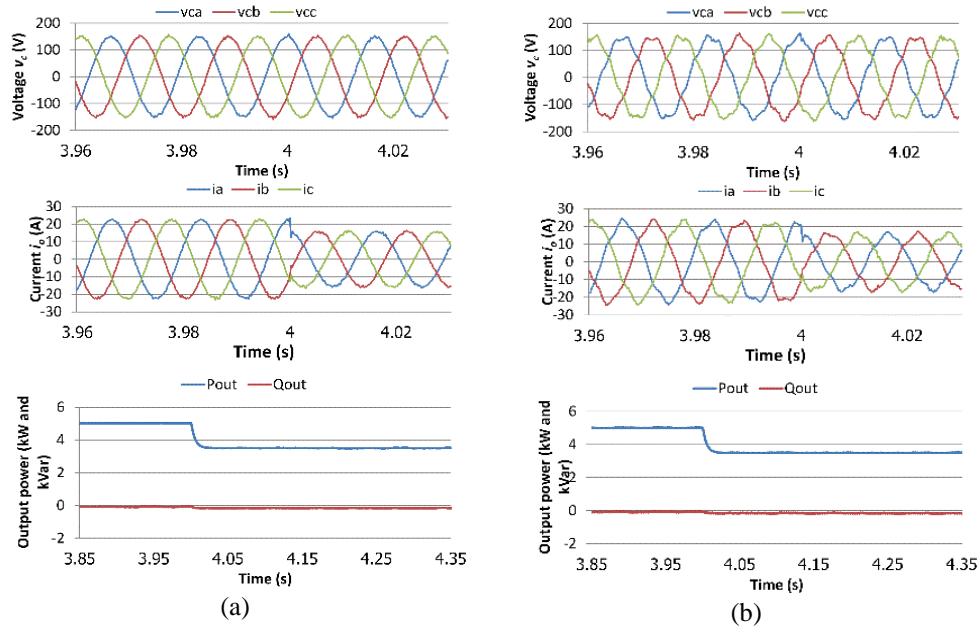 vca vcb vcc
Voltage vc (V)
200
100
0
-100
-200
3.96 3.98 4 4.02
Time (s)
ia ib ic
Current io (A)
30
20
10
0
-10
-20
-30
3.96 3.98 4 4.02
Time (s)
Pout Qout
Output power (kW and
kVar)
6
4
2
0
-2
3.85 3.95 4.05 4.15 4.25 4.35
Time (s)
(a)
vca vcb vcc
Voltage vc (V)
200
100
0
-100
-200
3.96 3.98 4 4.02
Time (s)
ia ib ic
Current io (A)
30
20
10
0
-10
-20
-30
3.96 3.98 4 4.02
Time (s)
Pout Qout
Output power (kW and
kVar)
6
4
2
0
-2
3.85 3.95 4.05 4.15 4.25 4.35
Time (s)
(b)